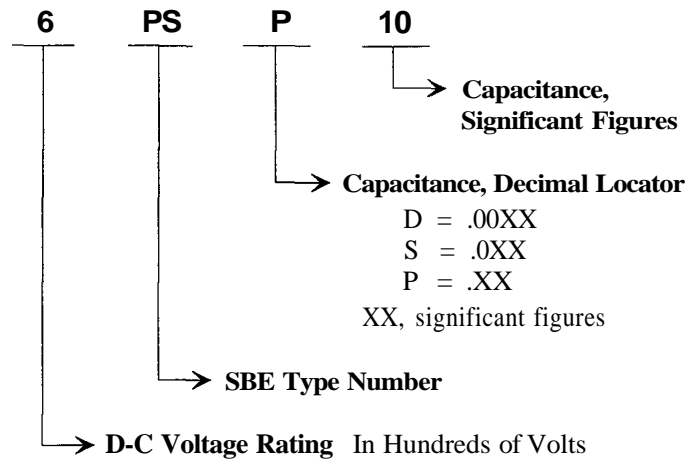 6 PS P 10
Capacitance,
Significant Figures
Capacitance, Decimal Locator
D = .00XX
S = .0XX
P = .XX
XX, significant figures
SBE Type Number
D-C Voltage Rating In Hundreds of Volts